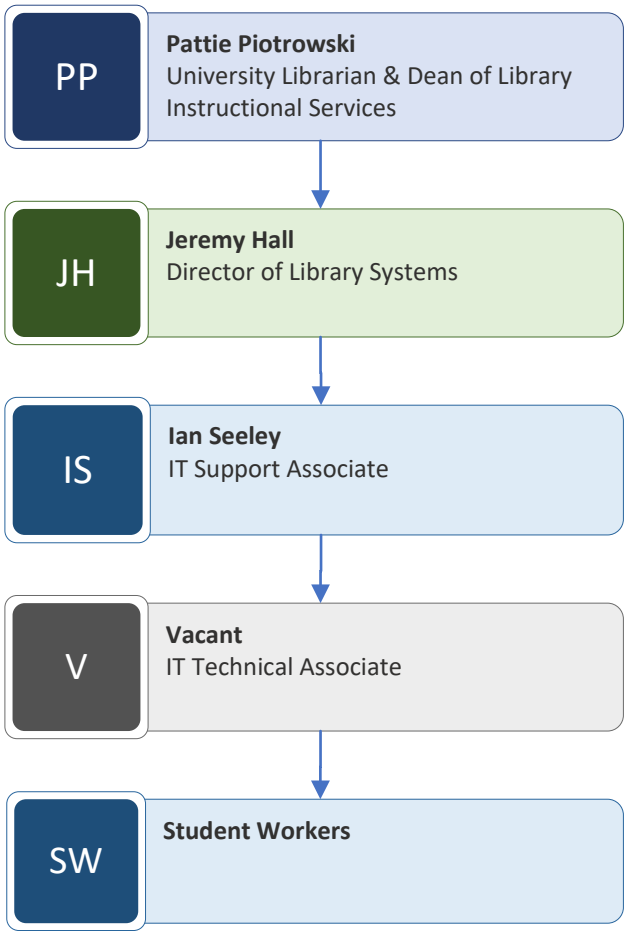 PP
Pattie Piotrowski
University Librarian & Dean of Library
Instructional Services
JH
Jeremy Hall
Director of Library Systems
IS
Ian Seeley
IT Support Associate
V
Vacant
IT Technical Associate
SW
Student Workers